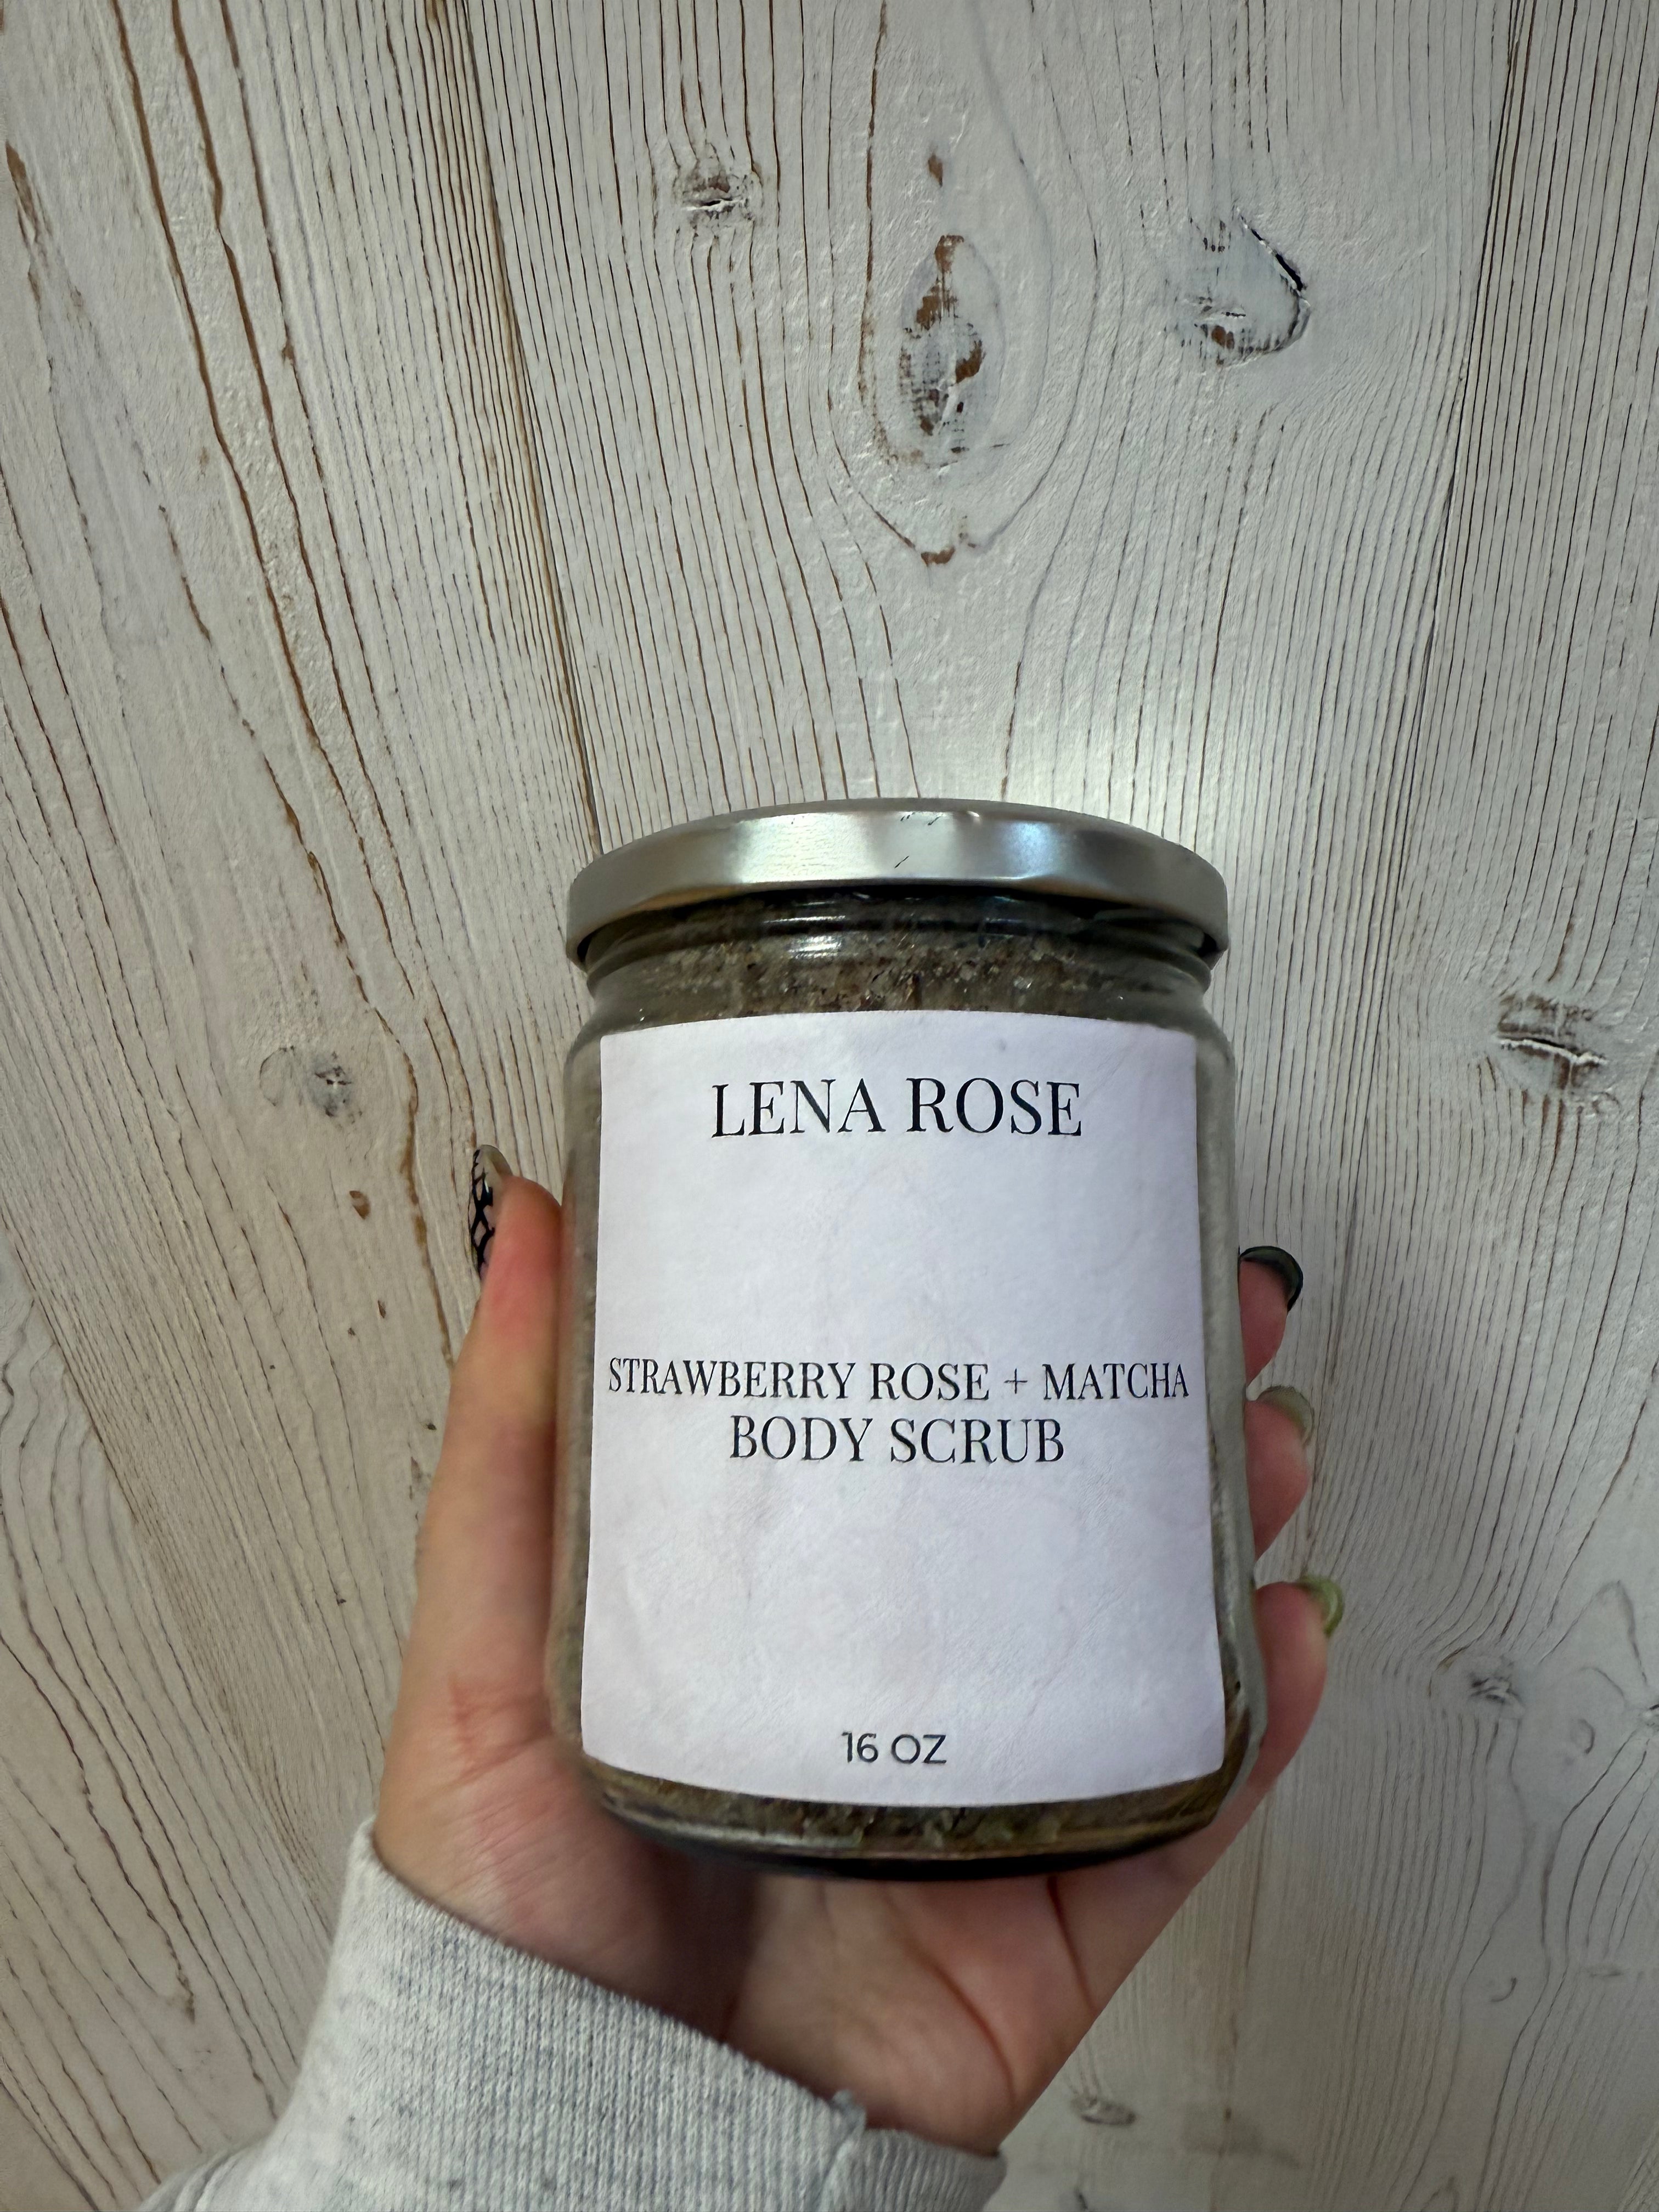 LENA ROSE
STRAWBERRY ROSE + MATCHA
BODY SCRUB
16 OZ